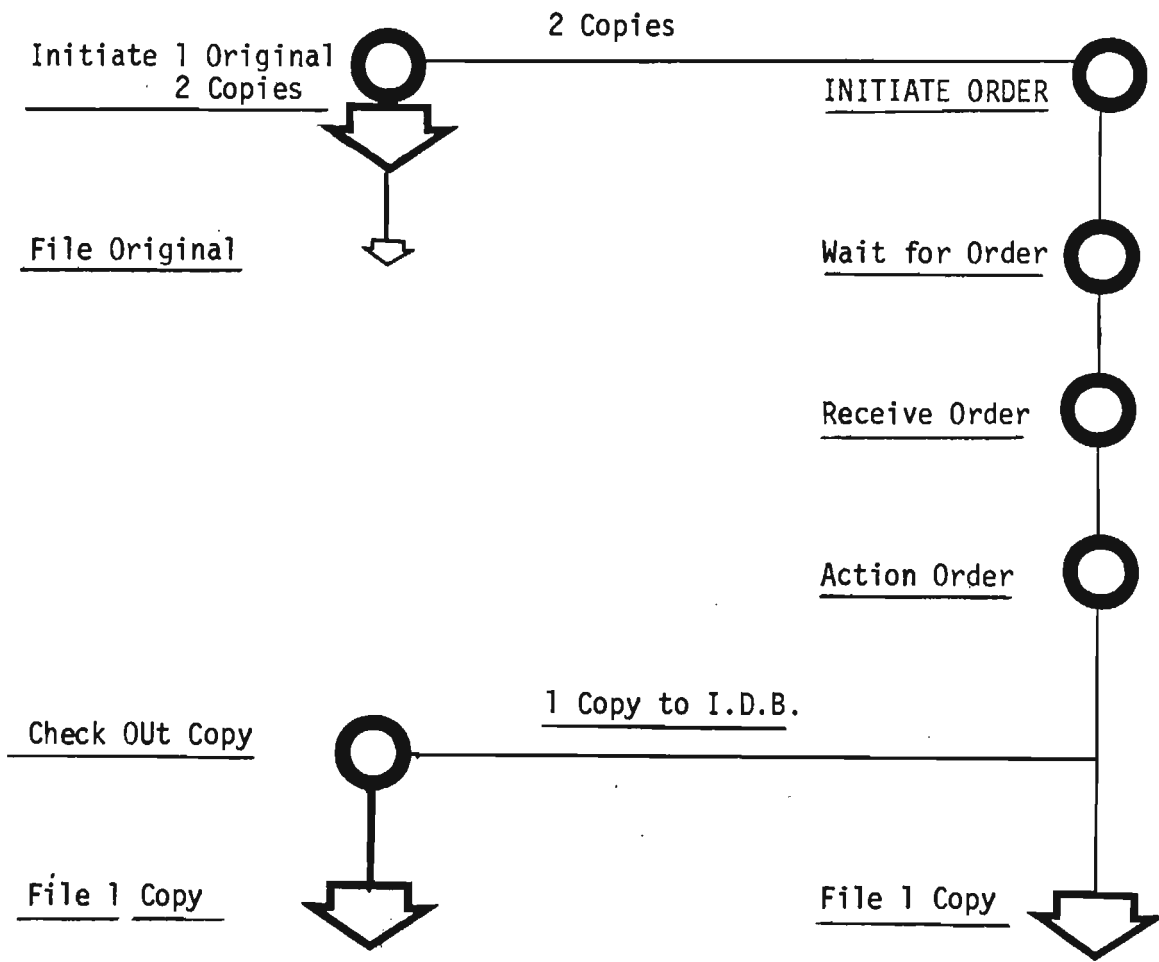 2 Copies
Initiate 1 Original
2 Copies
INITIATE ORDER
File Original
Wait for Order
Receive Order
Action Order
1 Copy to I.D.B.
Check OUt Copy
File 1 Copy
File 1 Copy